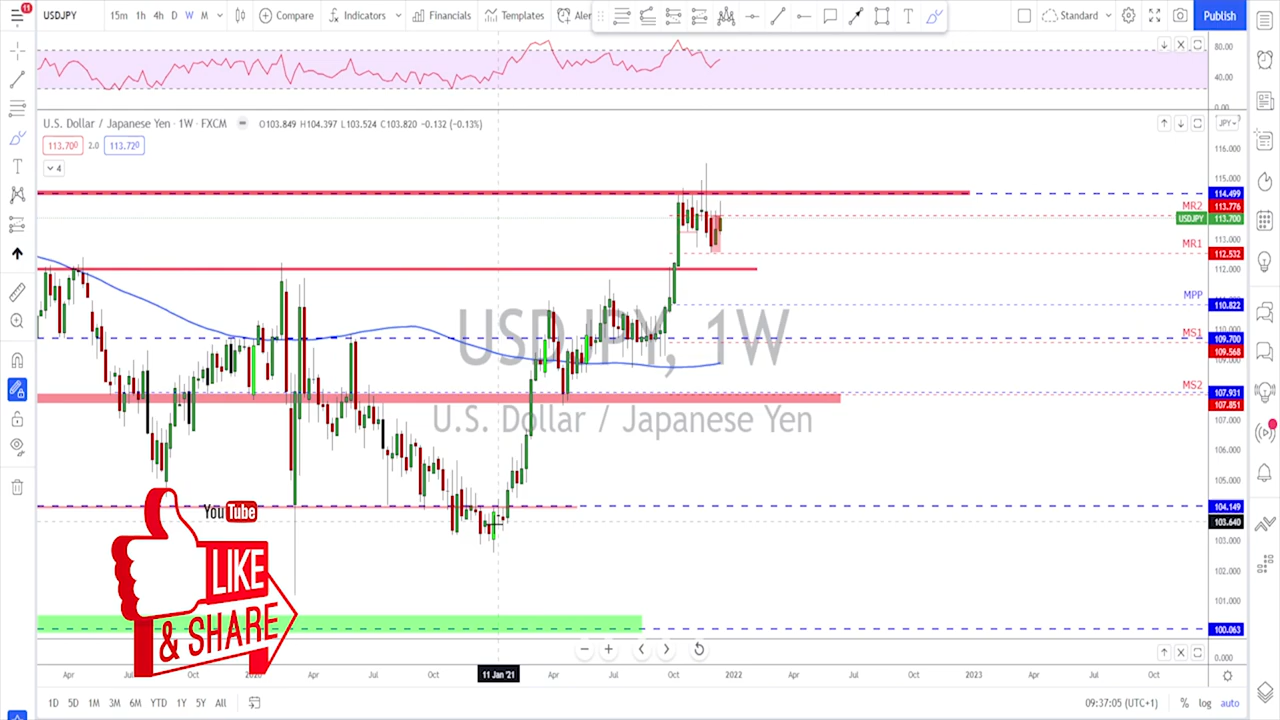 11
USDJPY 15m 1h 4h D W M Compare Indicators Financials Templates Aler Standard Publish
80.00
40.00
0.00
U.S. Dollar / Japanese Yen · 1W · FXCM O103.849 H104.397 L103.524 C103.820 -0.132 (-0.13%)
JPY
113.700 2.0 113.720
4
116.000
115.000
114.499
MR2 113.776
USDJPY 113.700
113.000
MR1 112.532
112.000
MPP 110.822
110.000
109.700
MS1
109.568
109.000
MS2 107.931
107.851
107.000
106.000
105.000
104.149
103.640
103.000
102.000
101.000
100.063
0.000
USDJPY, 1W
U.S. Dollar / Japanese Yen
YouTube
LIKE
& SHARE
Apr Jul Oct 2020 Apr Jul Oct 11 Jan '21 Apr Jul Oct 2022 Apr Jul Oct 2023 Apr Jul Oct
1D 5D 1M 3M 6M YTD 1Y 5Y All 09:37:05 (UTC+1) % log auto